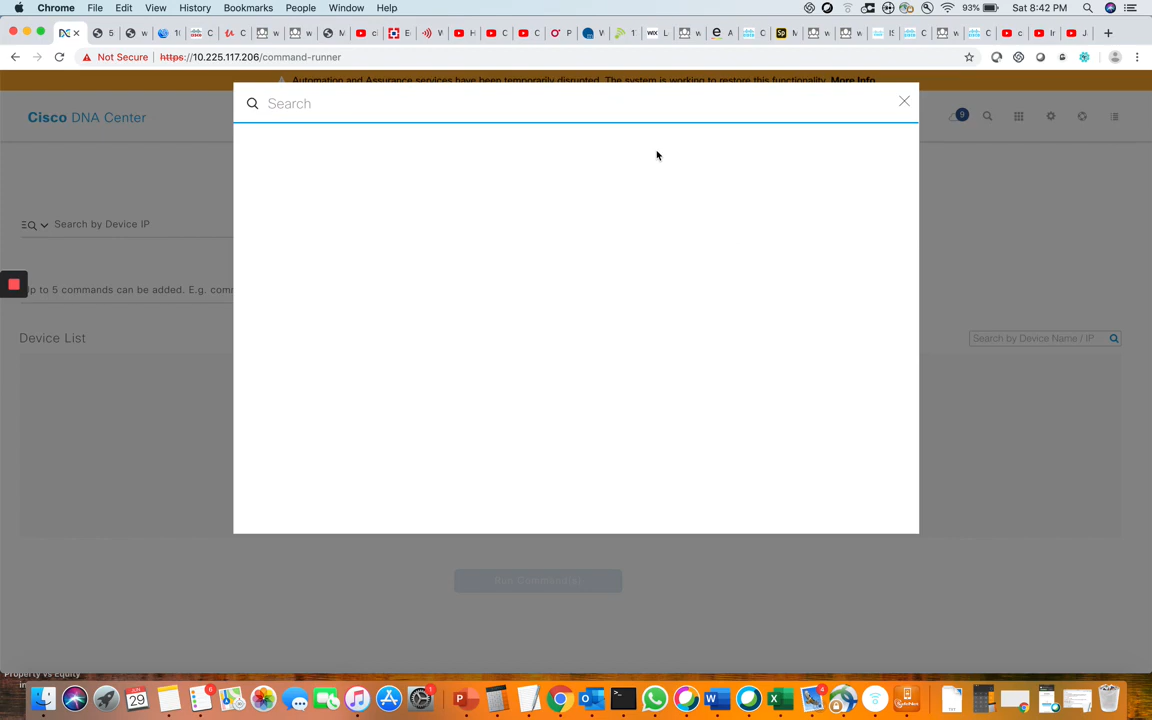 Chrome File Edit View History Bookmarks People Window Help 93% Sat 8:42 PM
Not Secure https://10.225.117.206/command-runner
Automation and Assurance services have been temporarily disrupted. The system is working to restore this functionality. More Info
Search
Cisco DNA Center
9
Search by Device IP
Up to 5 commands can be added. E.g. com
Device List
Search by Device Name / IP
Run Command(s)
Property vs Equity